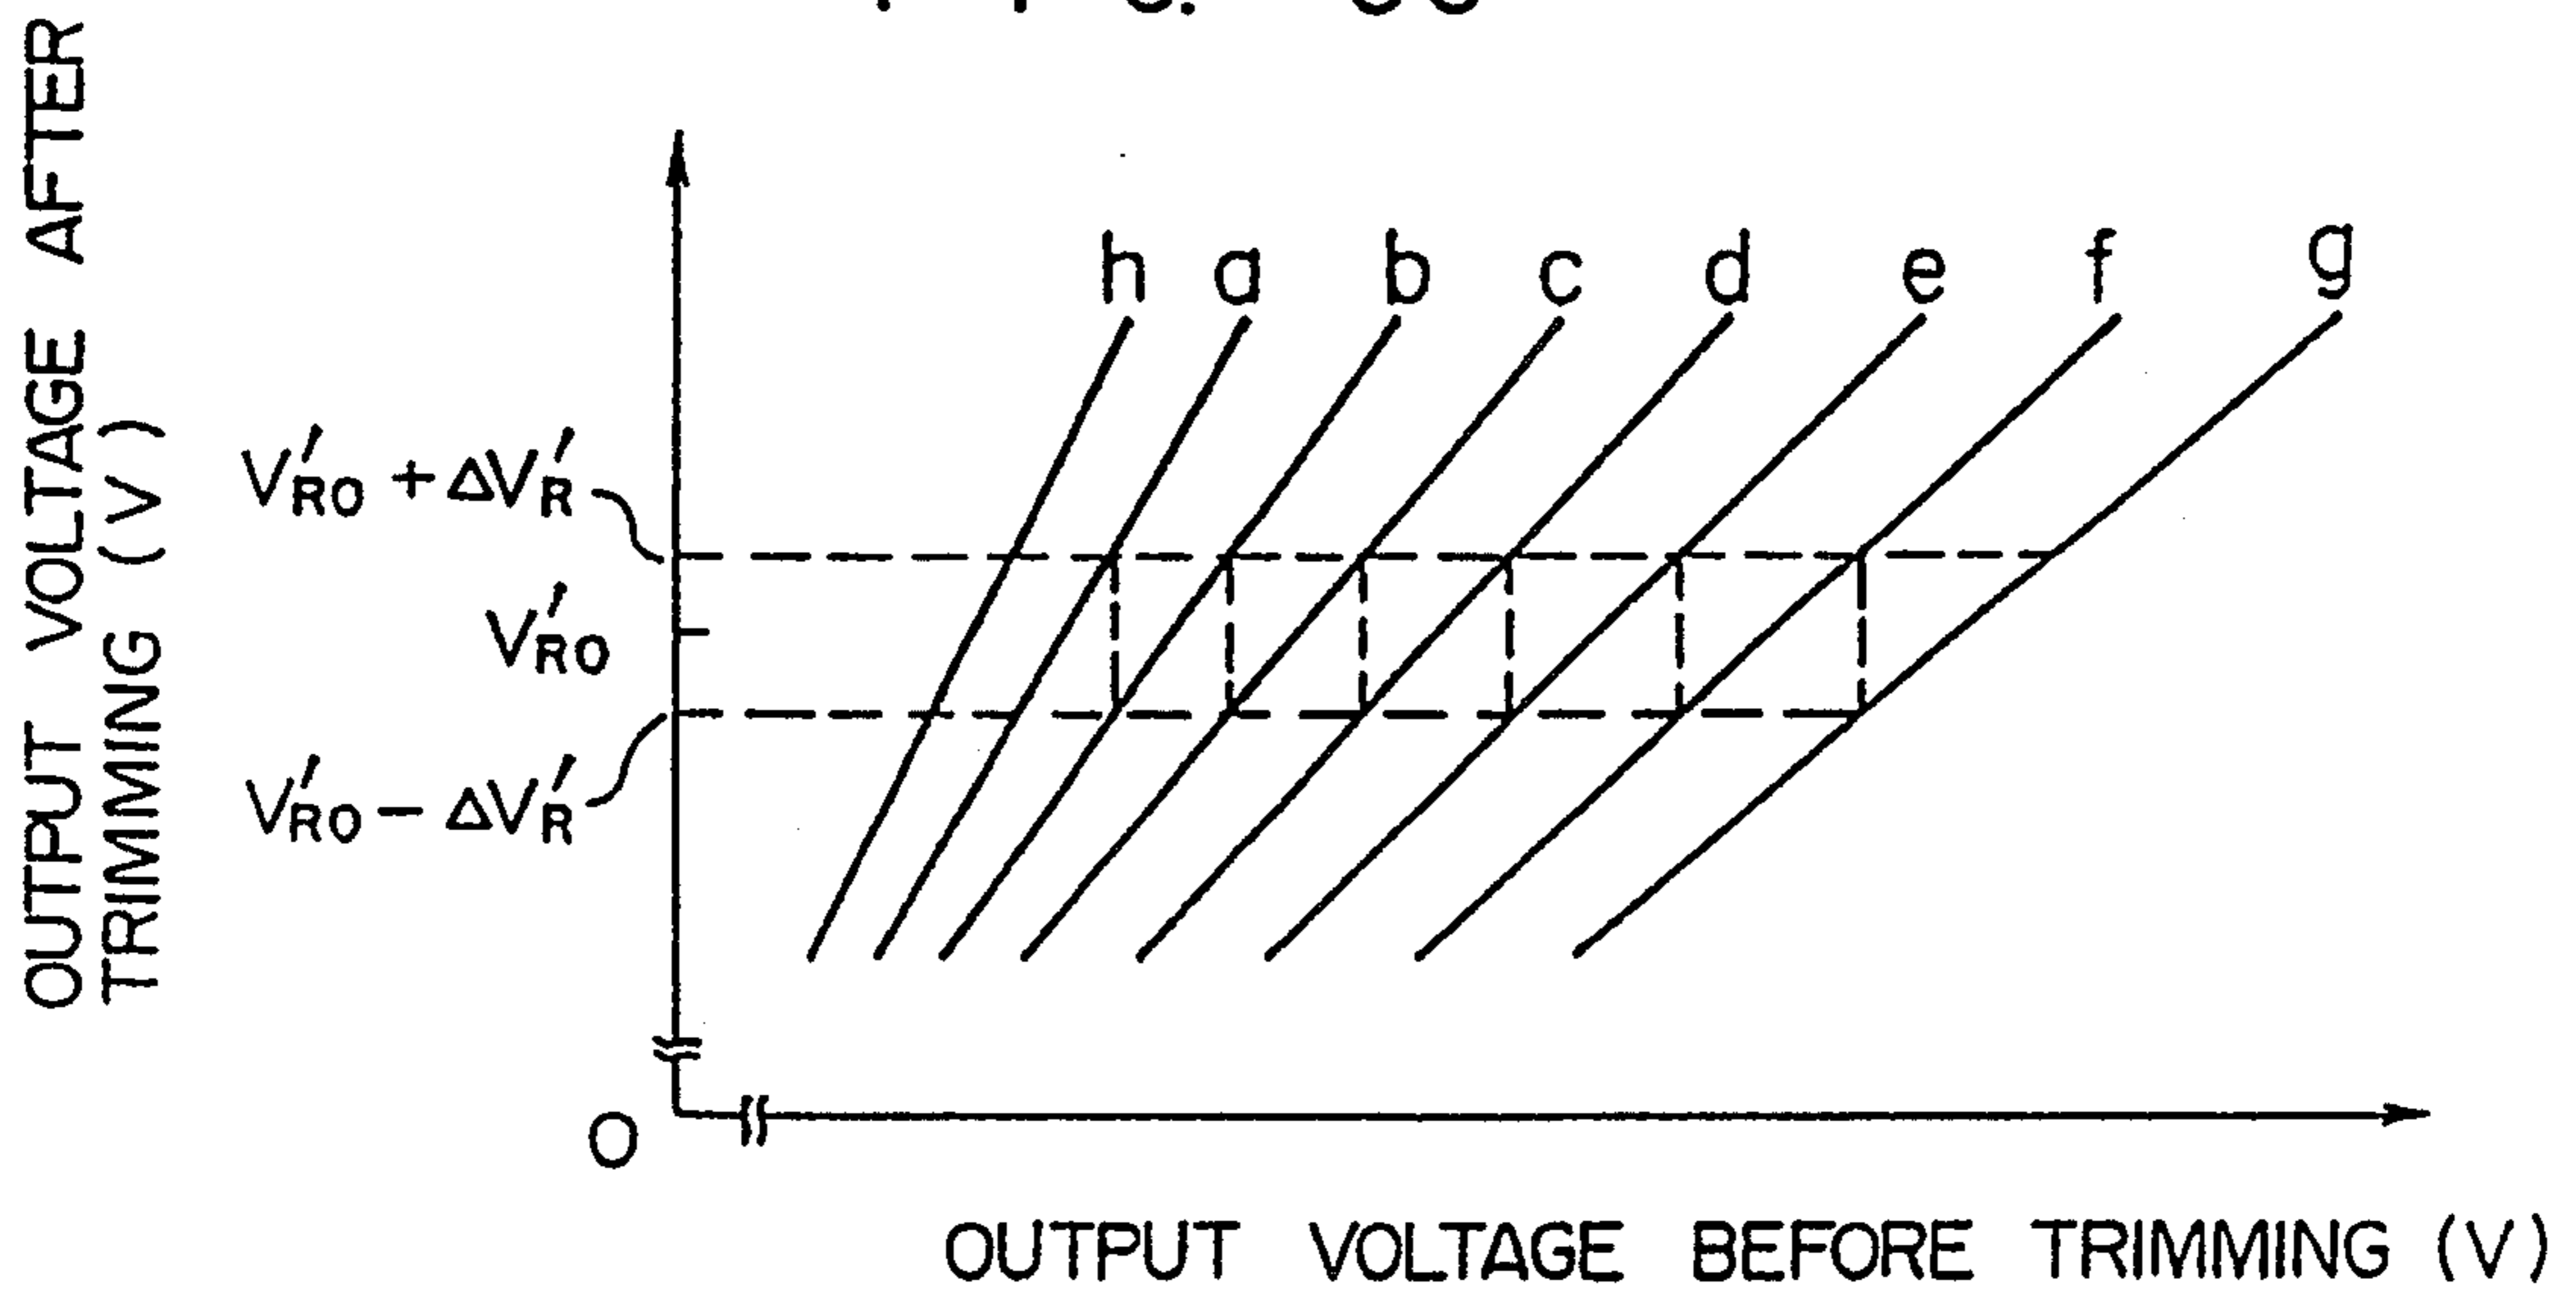 OUTPUT VOLTAGE AFTER
TRIMMING (V)
h a b c d e f g
V'RO + ΔV'R
V'RO
V'RO − ΔV'R
O
OUTPUT VOLTAGE BEFORE TRIMMING (V)